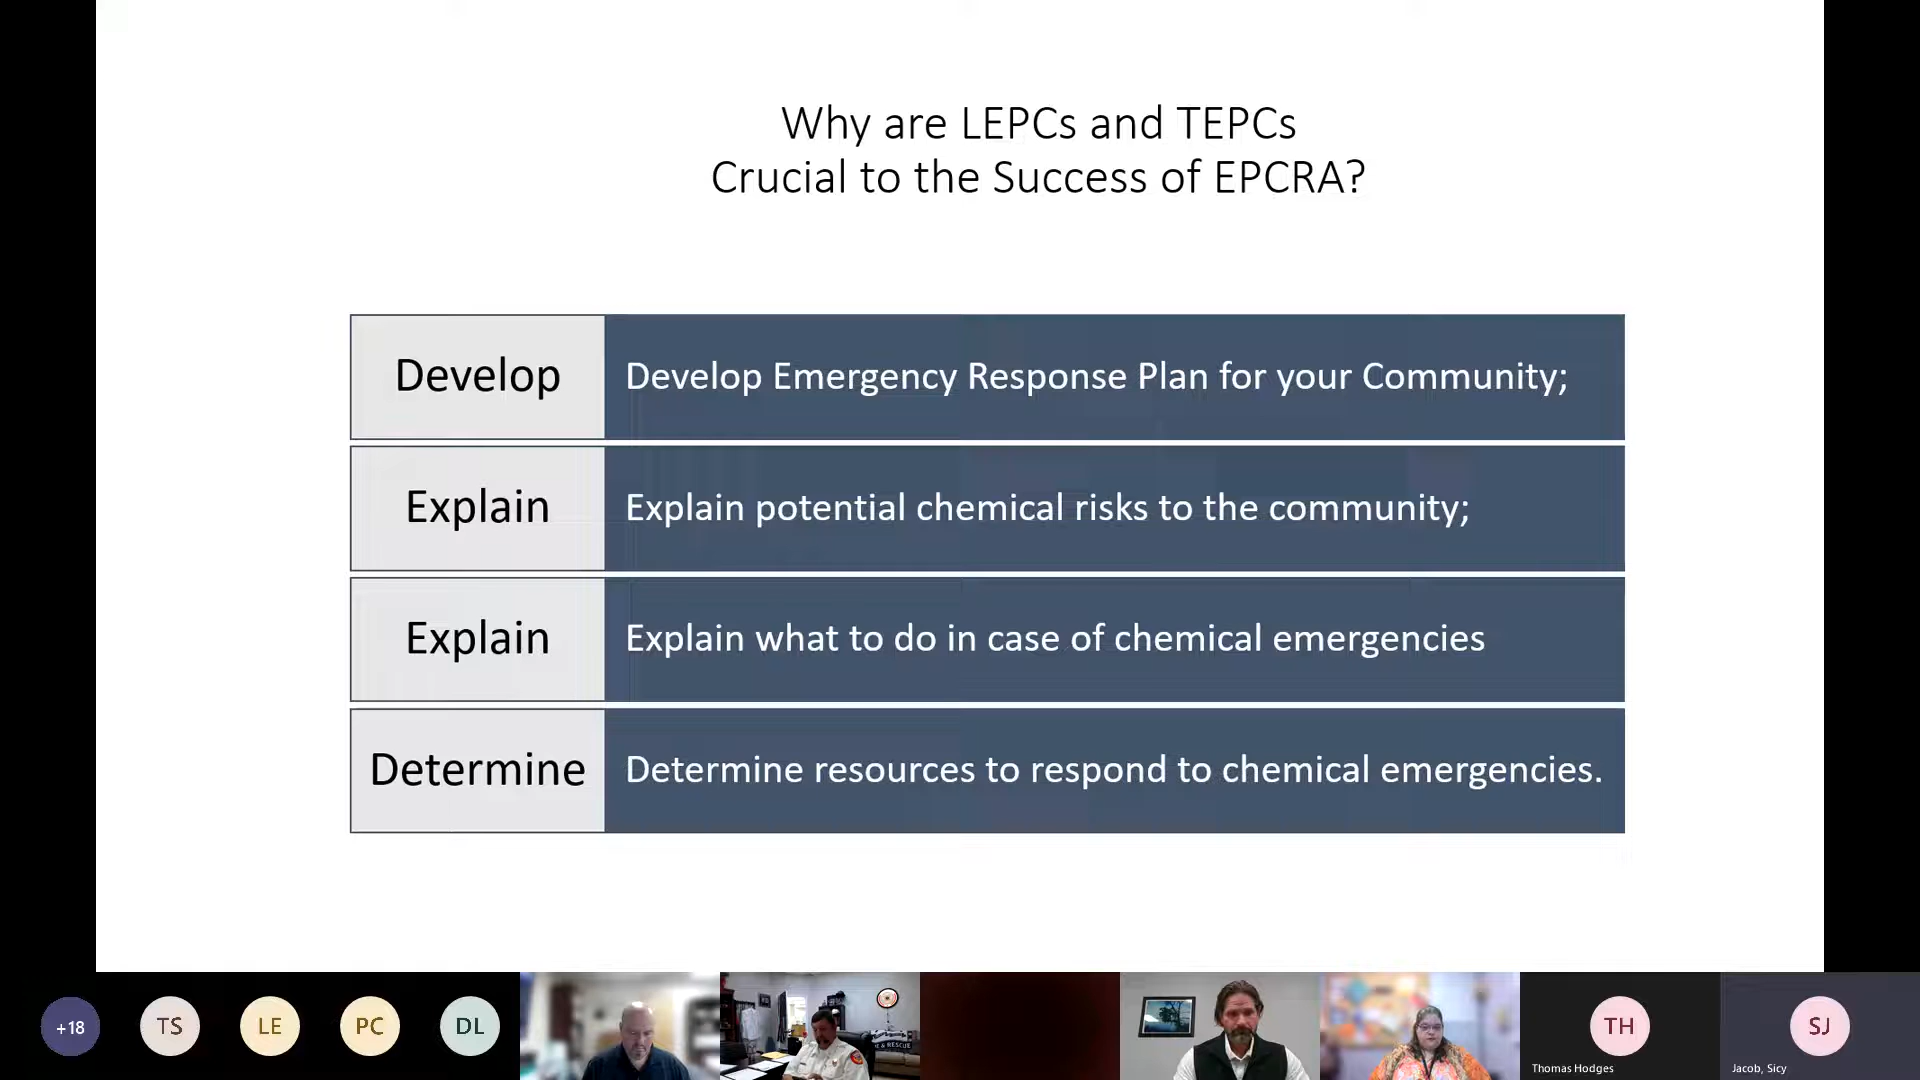 Why are LEPCs and TEPCs
Crucial to the Success of EPCRA?
Develop
Develop Emergency Response Plan for your Community;
Explain
Explain potential chemical risks to the community;
Explain
Explain what to do in case of chemical emergencies
Determine
Determine resources to respond to chemical emergencies.
+18
TS
LE
PC
DL
& RESCUE
TH
Thomas Hodges
SJ
Jacob, Sicy